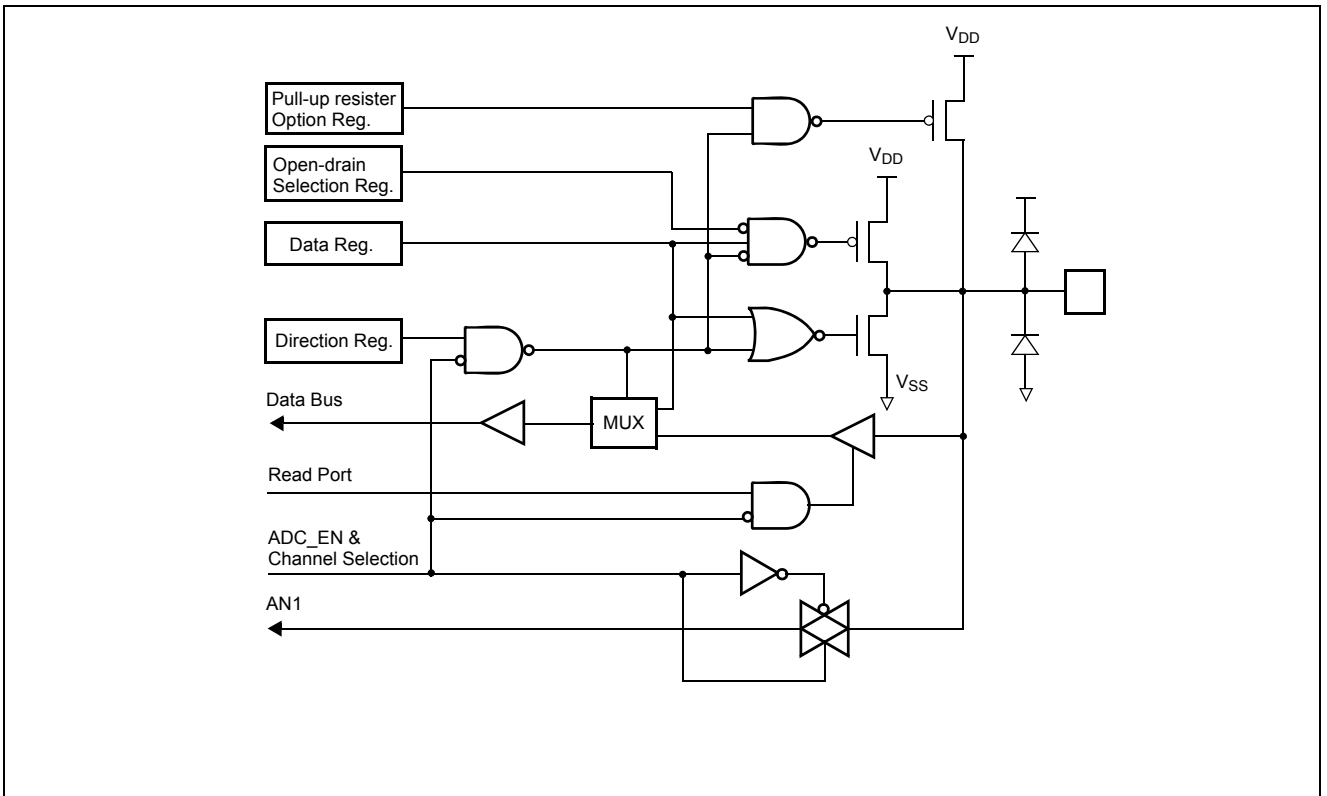 VDD
Pull-up resister
Option Reg.
VDD
Open-drain
Selection Reg.
Data Reg.
Direction Reg.
VSS
Data Bus
MUX
Read Port
ADC_EN &
Channel Selection
AN1